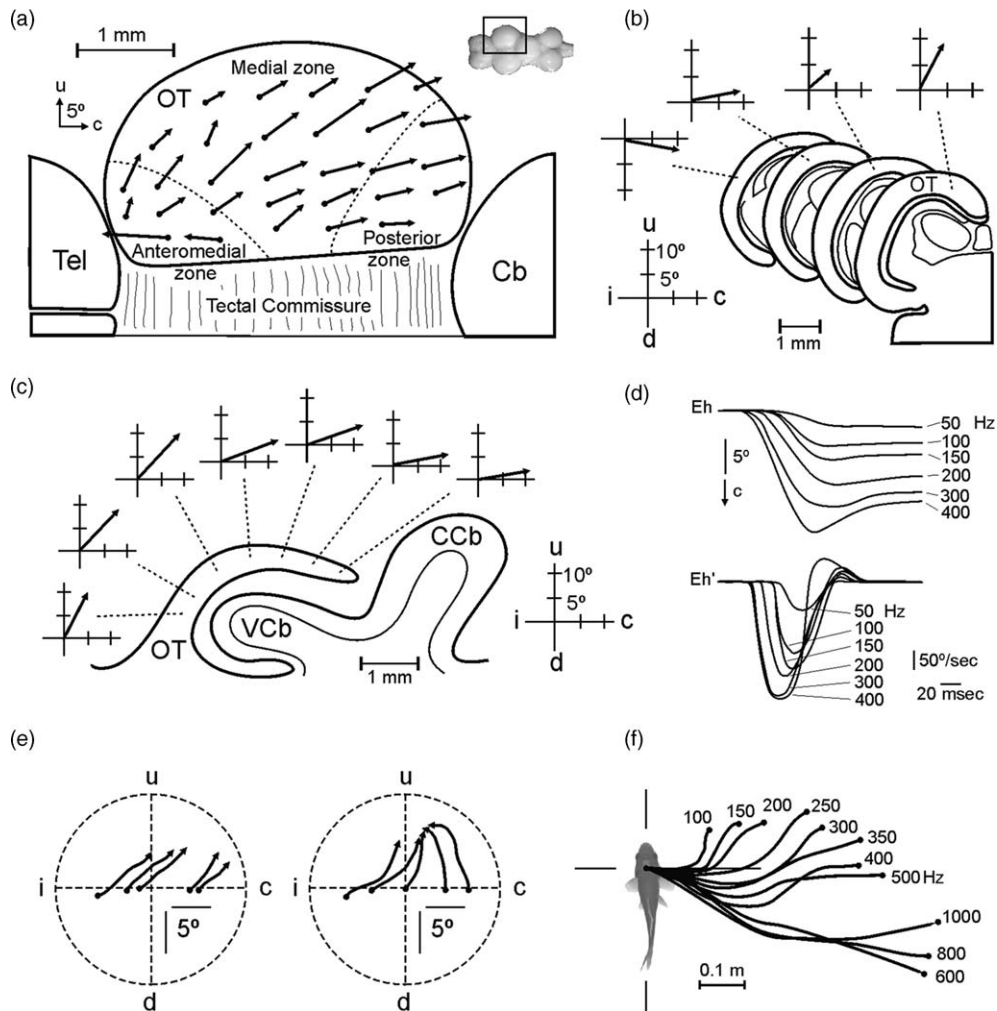 (a)
1 mm
u
5º
c
OT
Medial zone
Anteromedial
zone
Posterior
zone
Tel
Cb
Tectal Commissure
(b)
OT
u
10º
5º
i
c
d
1 mm
(c)
OT
VCb
CCb
1 mm
u
10º
5º
i
c
d
(d)
Eh
5º
c
50 Hz
100
150
200
300
400
Eh'
50 Hz
100
150
200
300
400
50º/sec
20 msec
(e)
u
i
c
5º
d
u
i
c
5º
d
(f)
100
150
200
250
300
350
400
500 Hz
1000
800
600
0.1 m